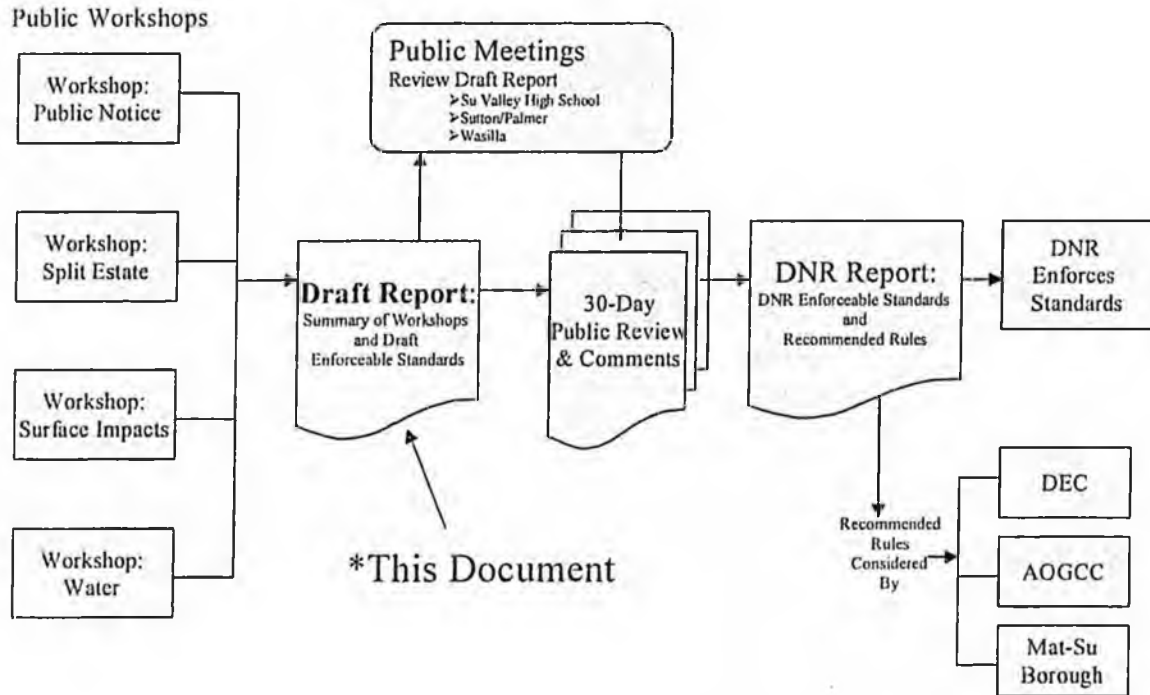 Public Workshops
Workshop:
Public Notice
Workshop:
Split Estate
Workshop:
Surface Impacts
Workshop:
Water
Public Meetings
Review Draft Report
➢Su Valley High School
➢Sutton/Palmer
➢Wasilla
Draft Report:
Summary of Workshops
and Draft
Enforceable Standards
*This Document
30-Day
Public Review
& Comments
DNR Report:
DNR Enforceable Standards
and
Recommended Rules
DNR
Enforces
Standards
Recommended
Rules
Considered
By
DEC
AOGCC
Mat-Su
Borough